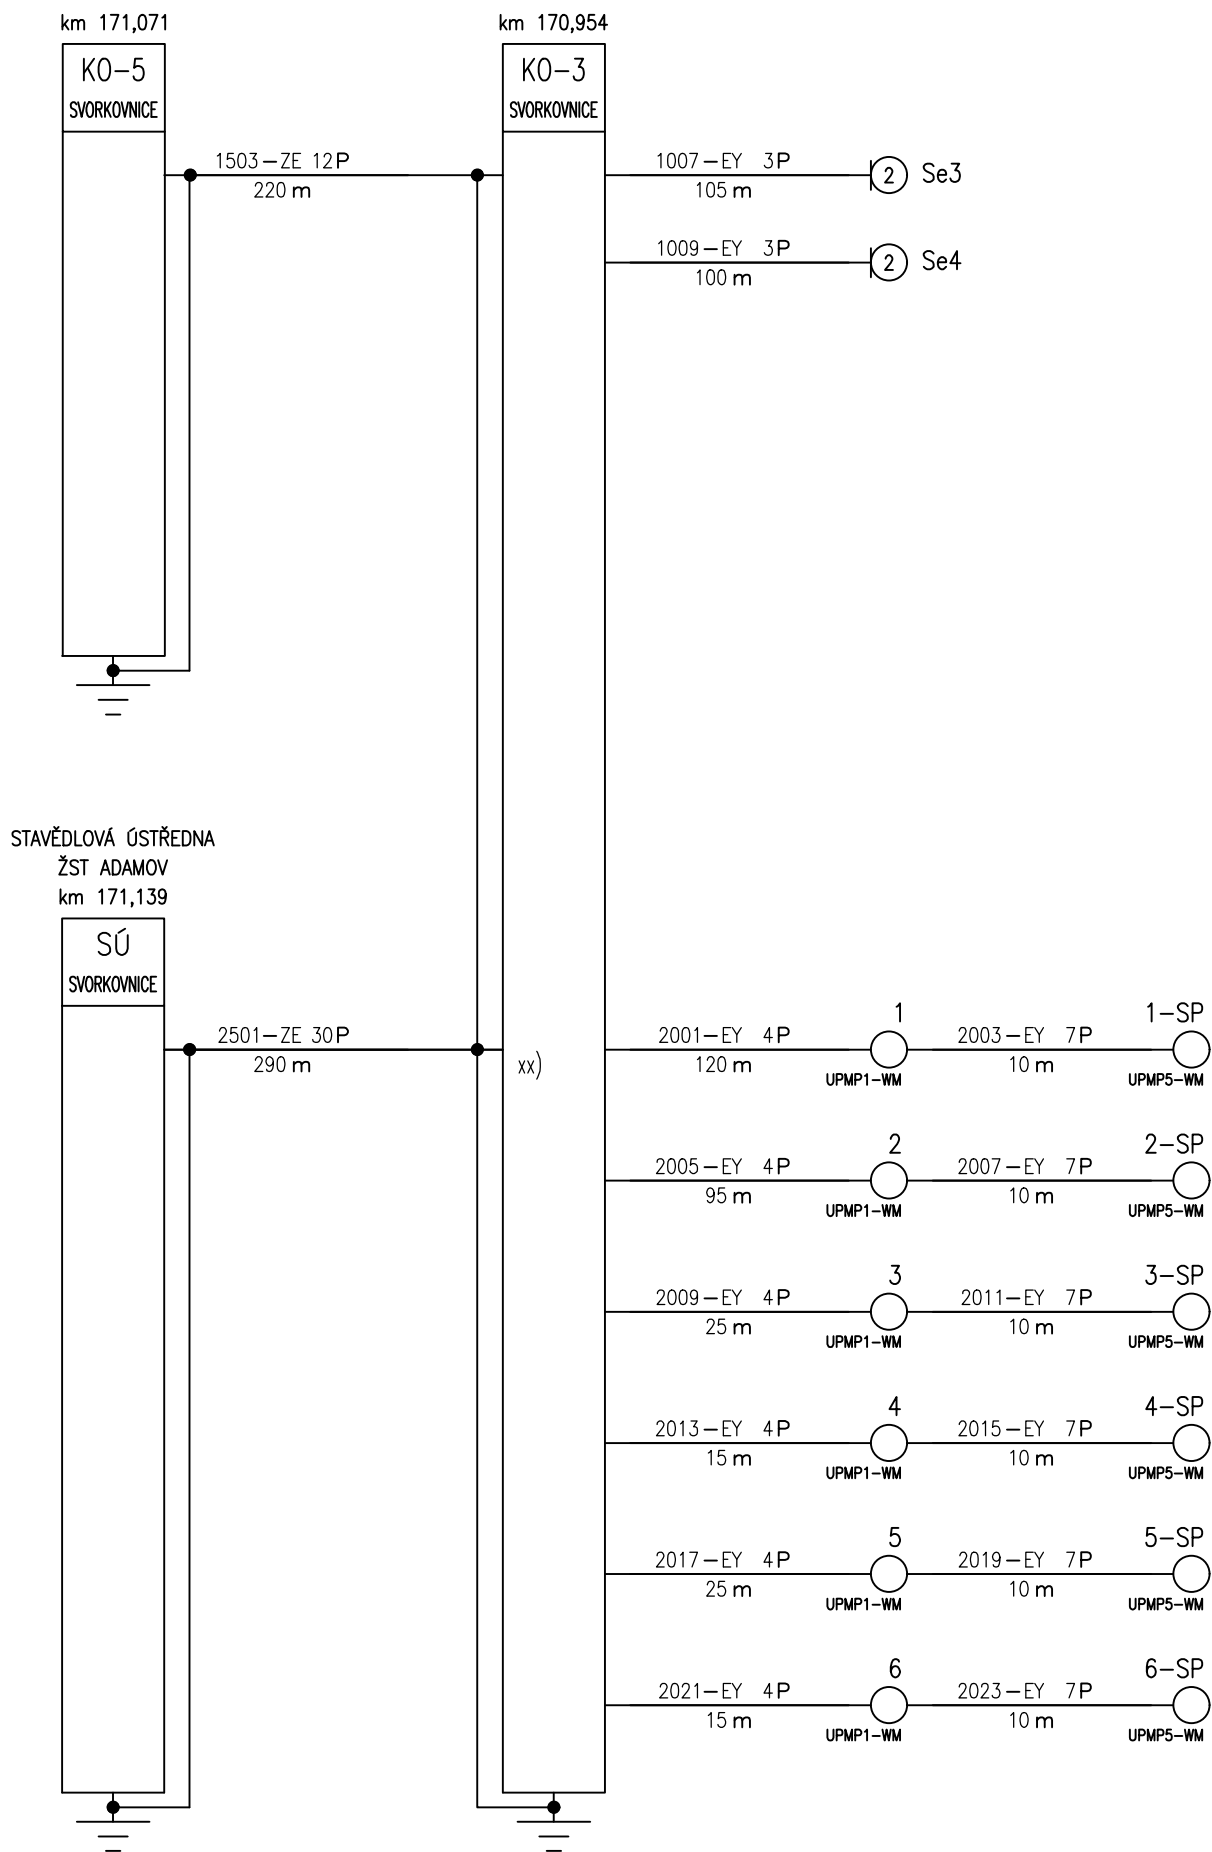 km 171,071
KO-5
SVORKOVNICE
km 170,954
KO-3
SVORKOVNICE
1503-ZE 12P
220 m
1007-EY 3P
105 m
2 Se3
1009-EY 3P
100 m
2 Se4
STAVĚDLOVÁ ÚSTŘEDNA
ŽST ADAMOV
km 171,139
SÚ
SVORKOVNICE
2501-ZE 30P
290 m
xx)
2001-EY 4P
120 m
1
UPMP1-WM
2003-EY 7P
10 m
1-SP
UPMP5-WM
2005-EY 4P
95 m
2
UPMP1-WM
2007-EY 7P
10 m
2-SP
UPMP5-WM
2009-EY 4P
25 m
3
UPMP1-WM
2011-EY 7P
10 m
3-SP
UPMP5-WM
2013-EY 4P
15 m
4
UPMP1-WM
2015-EY 7P
10 m
4-SP
UPMP5-WM
2017-EY 4P
25 m
5
UPMP1-WM
2019-EY 7P
10 m
5-SP
UPMP5-WM
2021-EY 4P
15 m
6
UPMP1-WM
2023-EY 7P
10 m
6-SP
UPMP5-WM